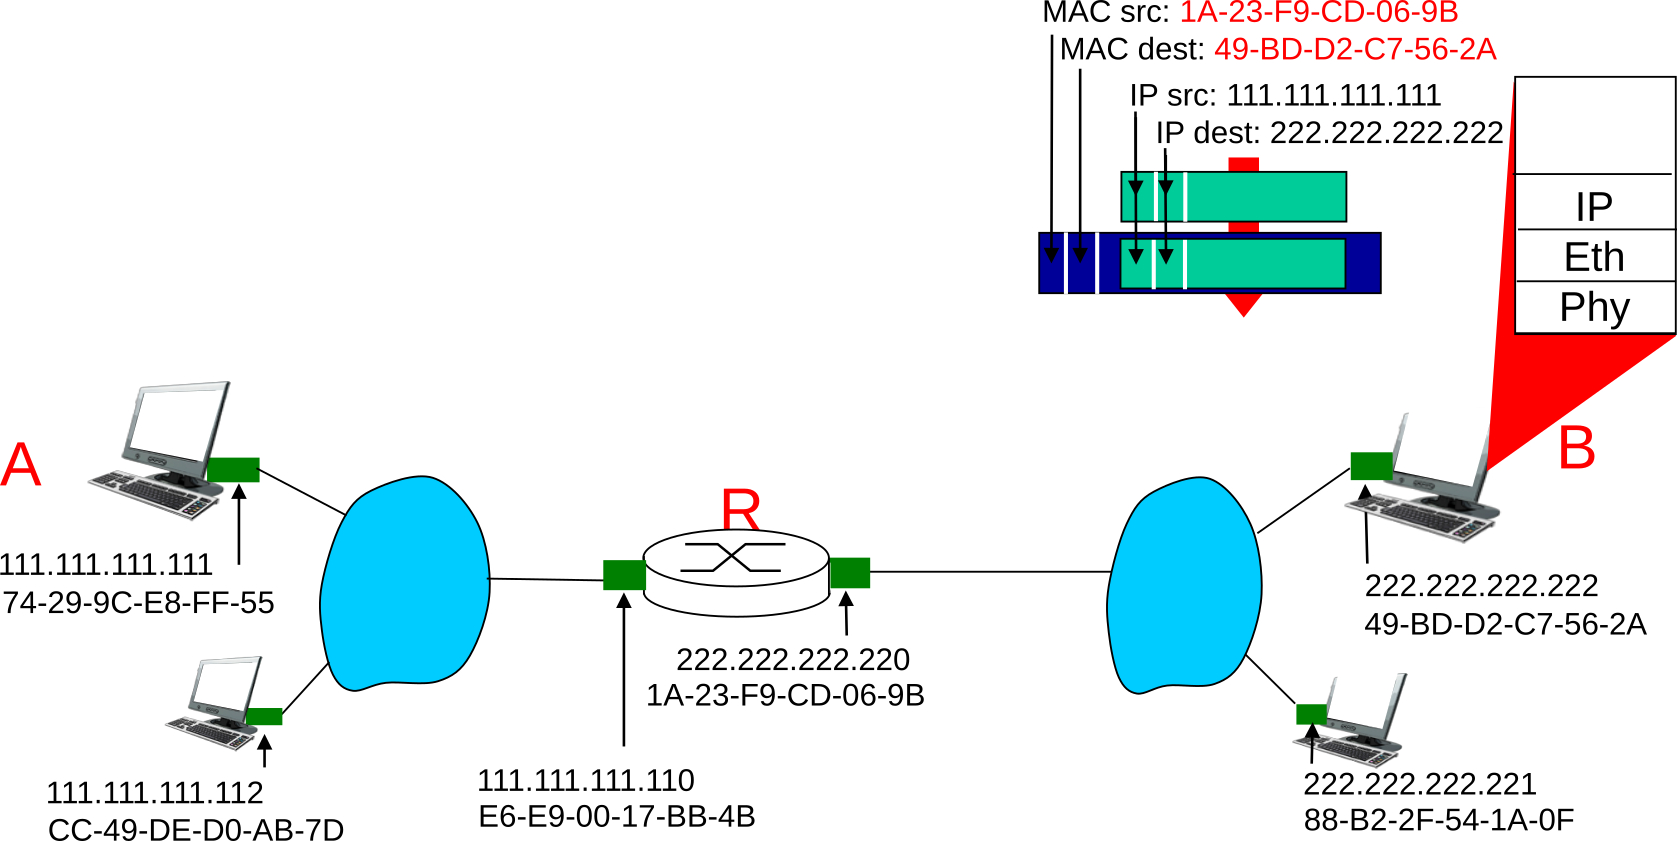 MAC src: 1A-23-F9-CD-06-9B
MAC dest: 49-BD-D2-C7-56-2A
IP src: 111.111.111.111
IP dest: 222.222.222.222
IP
Eth
Phy
A
B
R
111.111.111.111
74-29-9C-E8-FF-55
222.222.222.222
49-BD-D2-C7-56-2A
222.222.222.220
1A-23-F9-CD-06-9B
111.111.111.112
CC-49-DE-D0-AB-7D
111.111.111.110
E6-E9-00-17-BB-4B
222.222.222.221
88-B2-2F-54-1A-0F